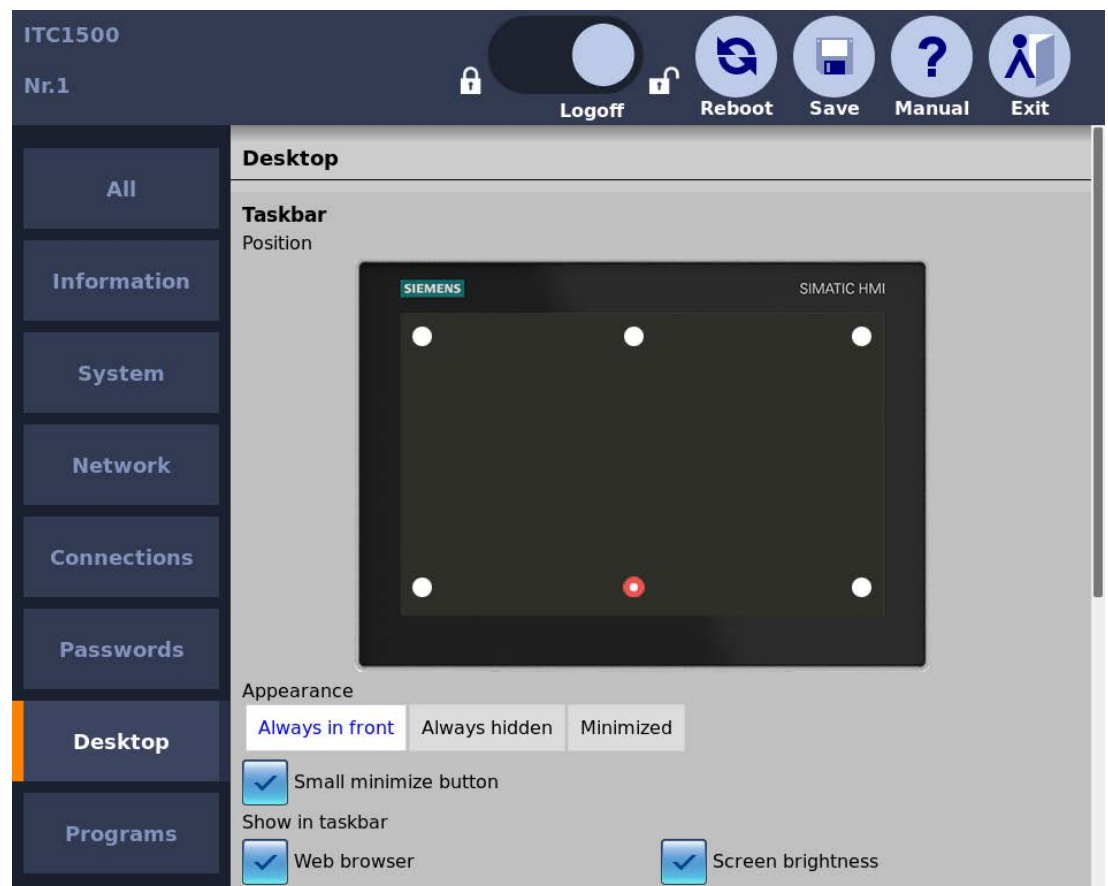 ITC1500
Nr.1
Logoff
Reboot
Save
?
Manual
Exit
All
Information
System
Network
Connections
Passwords
Desktop
Programs
Desktop
Taskbar
Position
SIEMENS
SIMATIC HMI
Appearance
Always in front
Always hidden
Minimized
Small minimize button
Show in taskbar
Web browser
Screen brightness